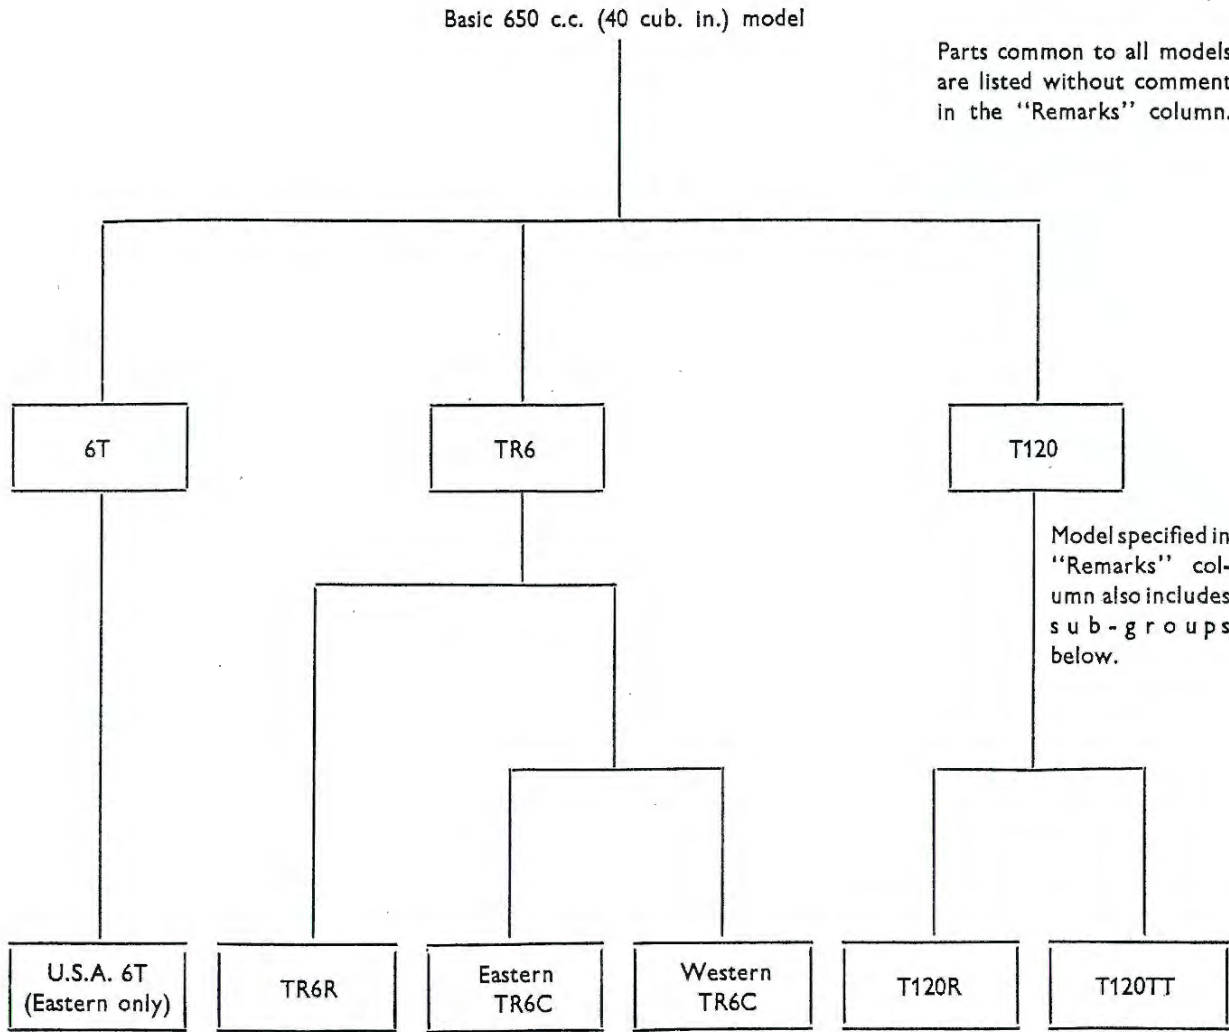 Basic 650 c.c. (40 cub. in.) model
Parts common to all models
are listed without comment
in the "Remarks" column.
6T
TR6
T120
Model specified in
"Remarks" col-
umn also includes
sub-groups
below.
U.S.A. 6T
(Eastern only)
TR6R
Eastern
TR6C
Western
TR6C
T120R
T120TT